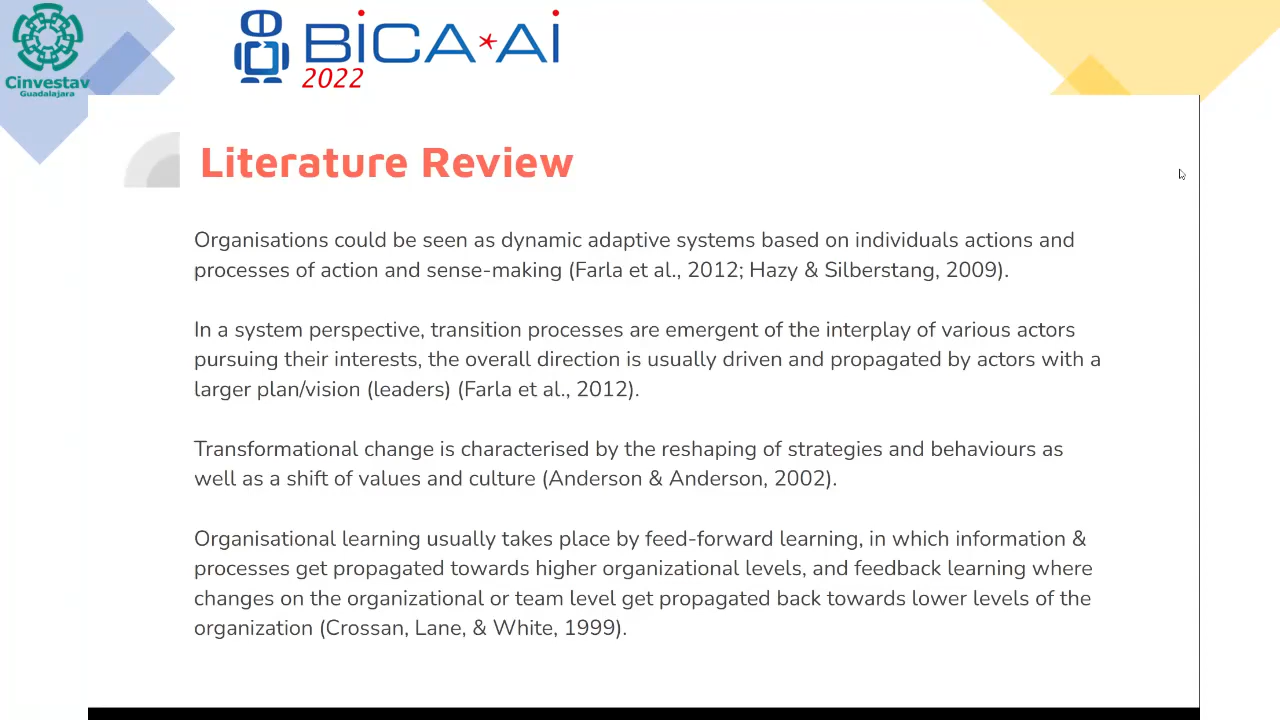 Cinvestav
Guadalajara
BiCA*Ai
2022
Literature Review
Organisations could be seen as dynamic adaptive systems based on individuals actions and
processes of action and sense-making (Farla et al., 2012; Hazy & Silberstang, 2009).
In a system perspective, transition processes are emergent of the interplay of various actors
pursuing their interests, the overall direction is usually driven and propagated by actors with a
larger plan/vision (leaders) (Farla et al., 2012).
Transformational change is characterised by the reshaping of strategies and behaviours as
well as a shift of values and culture (Anderson & Anderson, 2002).
Organisational learning usually takes place by feed-forward learning, in which information &
processes get propagated towards higher organizational levels, and feedback learning where
changes on the organizational or team level get propagated back towards lower levels of the
organization (Crossan, Lane, & White, 1999).